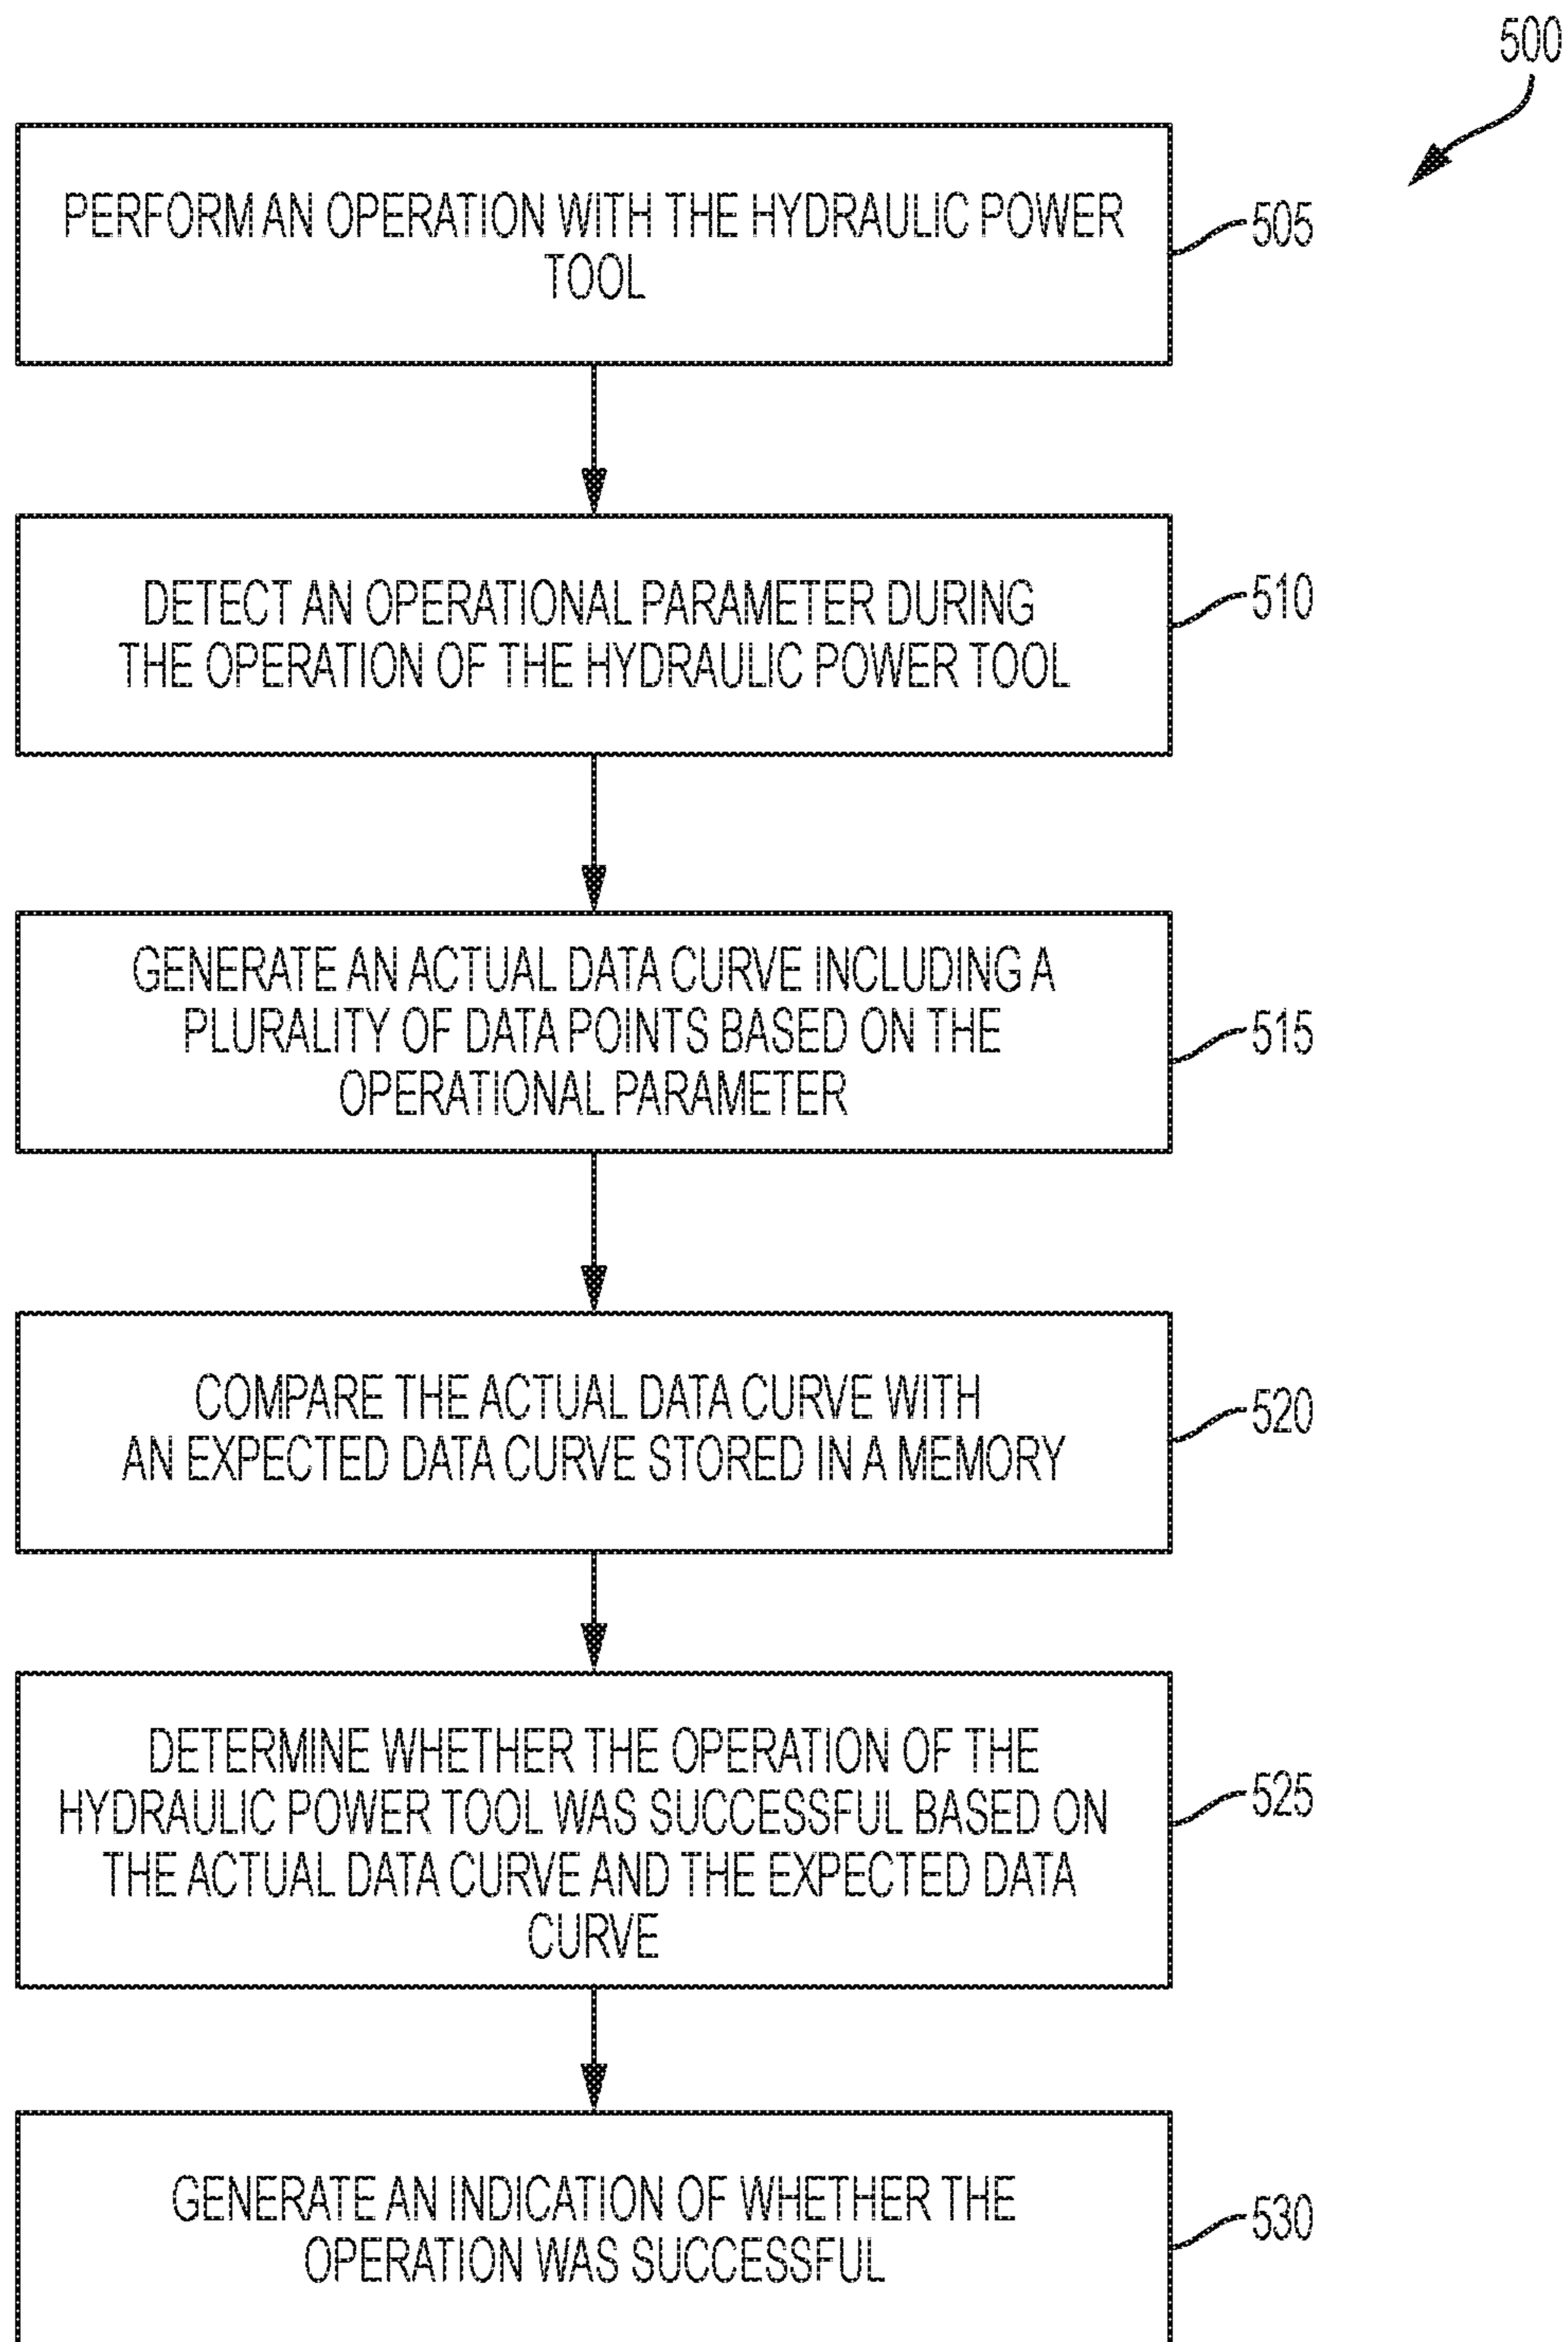 500
PERFORM AN OPERATION WITH THE HYDRAULIC POWER
TOOL
505
DETECT AN OPERATIONAL PARAMETER DURING
THE OPERATION OF THE HYDRAULIC POWER TOOL
510
GENERATE AN ACTUAL DATA CURVE INCLUDING A
PLURALITY OF DATA POINTS BASED ON THE
OPERATIONAL PARAMETER
515
COMPARE THE ACTUAL DATA CURVE WITH
AN EXPECTED DATA CURVE STORED IN A MEMORY
520
DETERMINE WHETHER THE OPERATION OF THE
HYDRAULIC POWER TOOL WAS SUCCESSFUL BASED ON
THE ACTUAL DATA CURVE AND THE EXPECTED DATA
CURVE
525
GENERATE AN INDICATION OF WHETHER THE
OPERATION WAS SUCCESSFUL
530